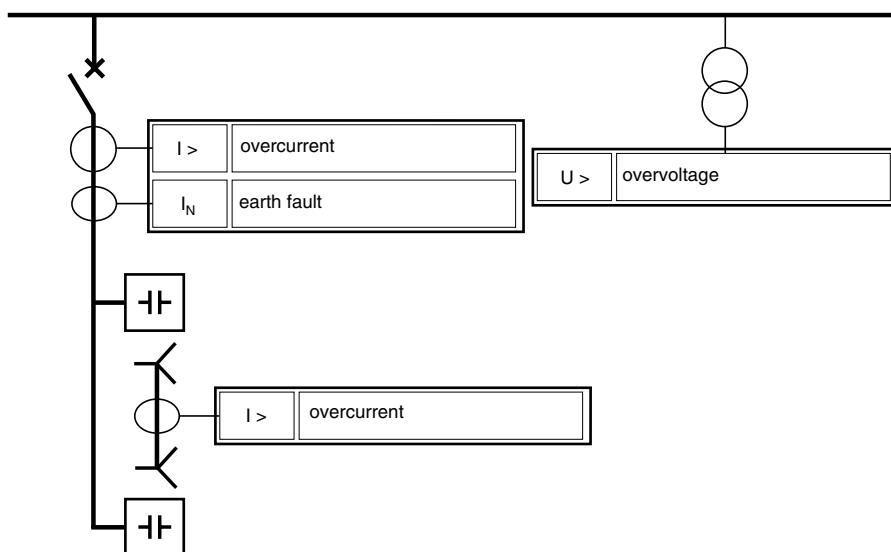 I > overcurrent
I_N earth fault
U > overvoltage
I > overcurrent